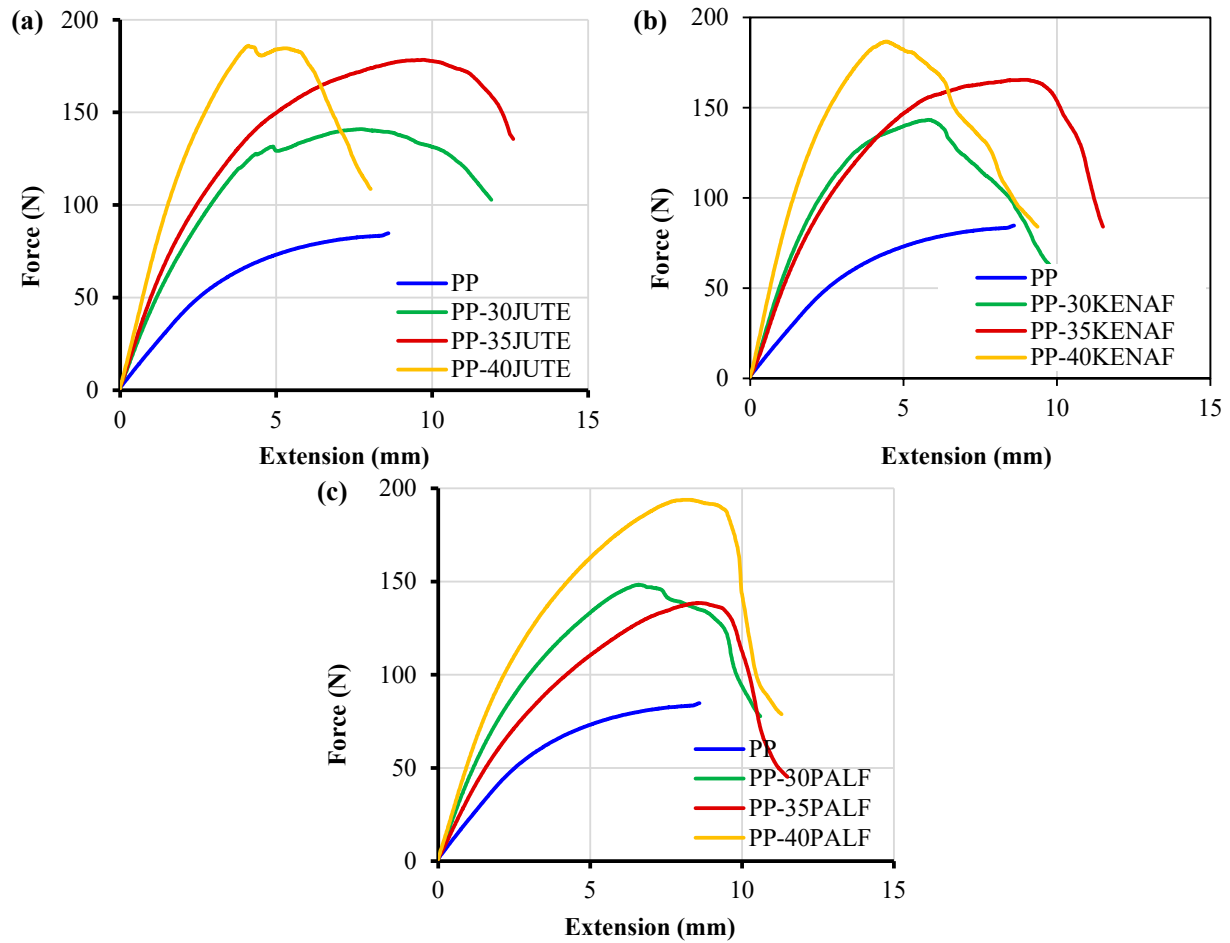 (a)
200
150
100
50
0
Force (N)
PP
PP-30JUTE
PP-35JUTE
PP-40JUTE
0 5 10 15
Extension (mm)
(b)
200
150
100
50
0
Force (N)
PP
PP-30KENAF
PP-35KENAF
PP-40KENAF
0 5 10 15
Extension (mm)
(c)
200
150
100
50
0
Force (N)
PP
PP-30PALF
PP-35PALF
PP-40PALF
0 5 10 15
Extension (mm)